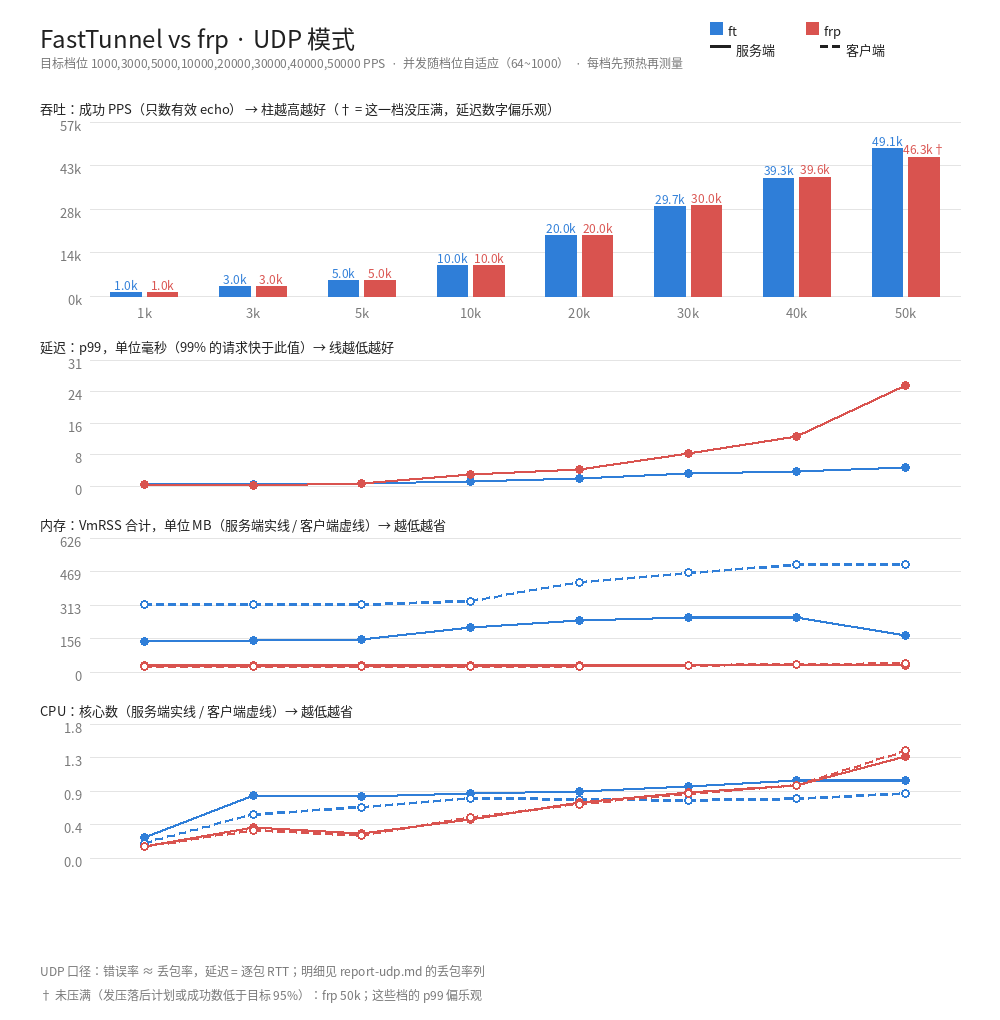 FastTunnel vs frp · UDP 模式
ft
frp
服务端
客户端
目标档位 1000,3000,5000,10000,20000,30000,40000,50000 PPS · 并发随档位自适应（64~1000） · 每档先预热再测量
吞吐：成功 PPS（只数有效 echo）→ 柱越高越好（† = 这一档没压满，延迟数字偏乐观）
57k
43k
28k
14k
0k
1.0k 1.0k 3.0k 3.0k 5.0k 5.0k 10.0k 10.0k 20.0k 20.0k 29.7k 30.0k 39.3k 39.6k 49.1k 46.3k †
1k 3k 5k 10k 20k 30k 40k 50k
延迟：p99，单位毫秒（99% 的请求快于此值）→ 线越低越好
31
24
16
8
0
内存：VmRSS 合计，单位 MB（服务端实线 / 客户端虚线）→ 越低越省
626
469
313
156
0
CPU：核心数（服务端实线 / 客户端虚线）→ 越低越省
1.8
1.3
0.9
0.4
0.0
UDP 口径：错误率 ≈ 丢包率，延迟 = 逐包 RTT；明细见 report-udp.md 的丢包率列
† 未压满（发压落后计划或成功数低于目标 95%）：frp 50k；这些档的 p99 偏乐观